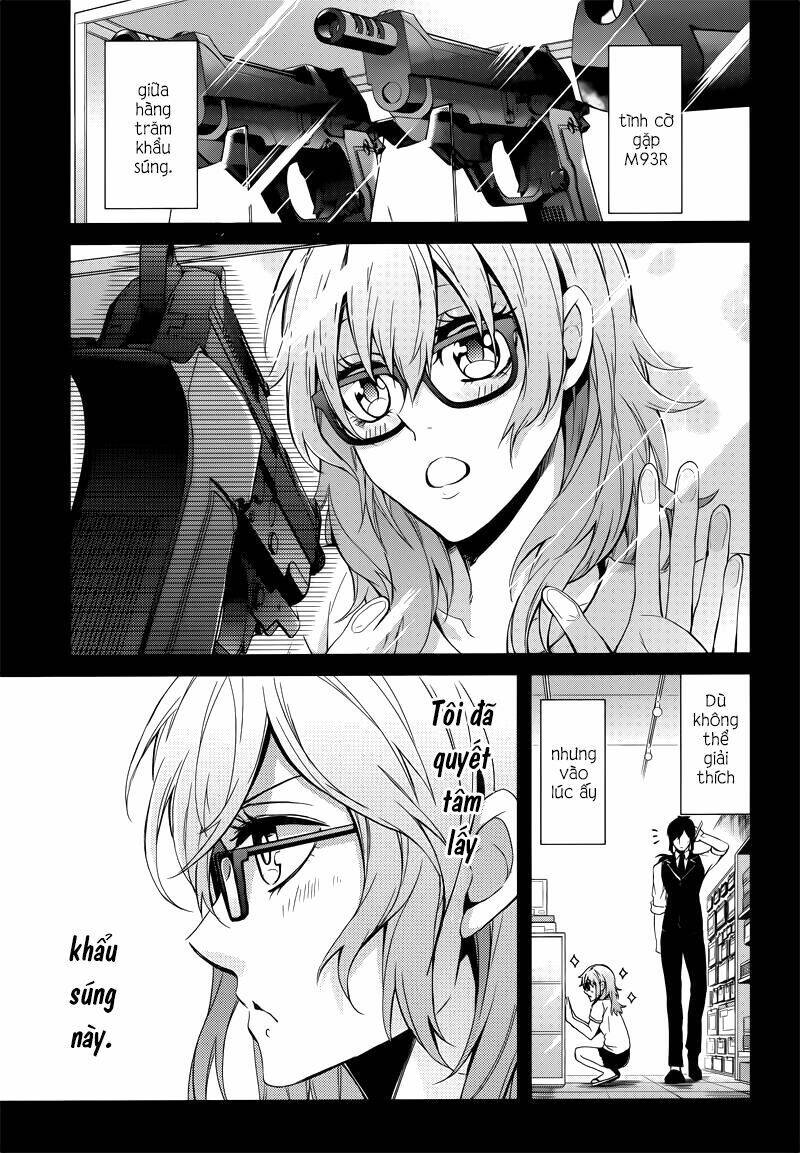 tình cờ
gặp
M93R
giữa
hàng
trăm
khẩu
súng.
Dù
không
thể
giải
thích
nhưng
vào
lúc ấy
Tôi đã
quyết
tâm
lấy
khẩu
súng
này.